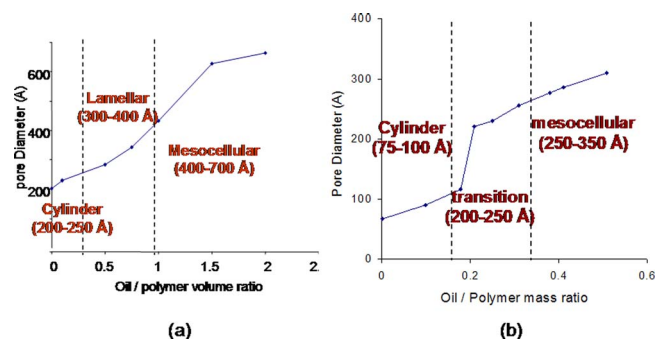 600
400
200
0
pore Diameter (A)
Lamellar
(300-400 Å)
Mesocellular
(400-700 Å)
Cylinder
(200-250 Å)
0 0.5 1 1.5 2 2.
Oil / polymer volume ratio
(a)
400
300
200
100
0
Pore Diameter (A)
Cylinder
(75-100 Å)
mesocellular
(250-350 Å)
transition
(200-250 Å)
0 0.2 0.4 0.6
Oil / Polymer mass ratio
(b)